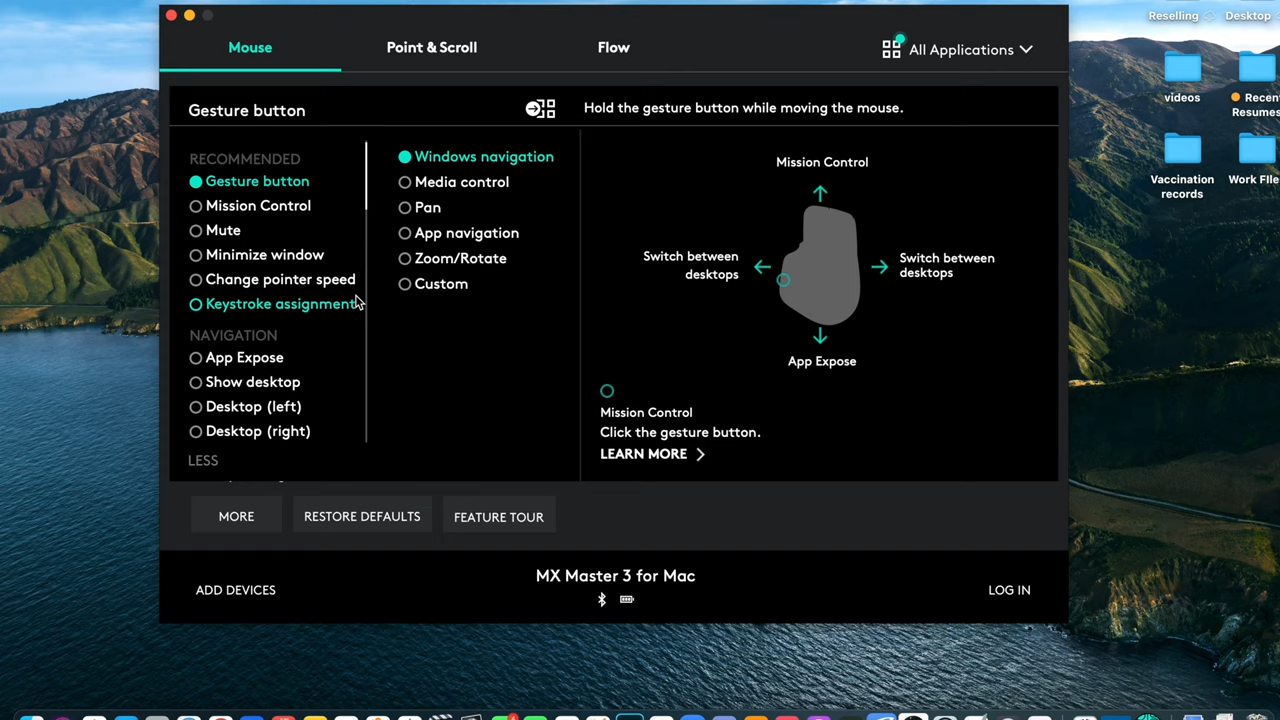 Reselling
Desktop
Mouse
Point & Scroll
Flow
All Applications
videos
Recen
Resumes
Vaccination
records
Work FIle
Gesture button
Hold the gesture button while moving the mouse.
RECOMMENDED
Gesture button
Mission Control
Mute
Minimize window
Change pointer speed
Keystroke assignment
NAVIGATION
App Expose
Show desktop
Desktop (left)
Desktop (right)
LESS
Windows navigation
Media control
Pan
App navigation
Zoom/Rotate
Custom
Mission Control
Switch between
desktops
Switch between
desktops
App Expose
Mission Control
Click the gesture button.
LEARN MORE
MORE
RESTORE DEFAULTS
FEATURE TOUR
ADD DEVICES
MX Master 3 for Mac
LOG IN